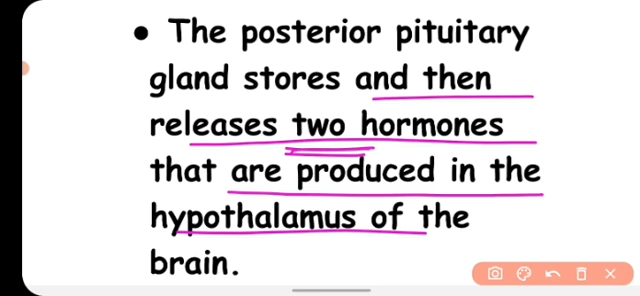 • The posterior pituitary
gland stores and then
releases two hormones
that are produced in the
hypothalamus of the
brain.